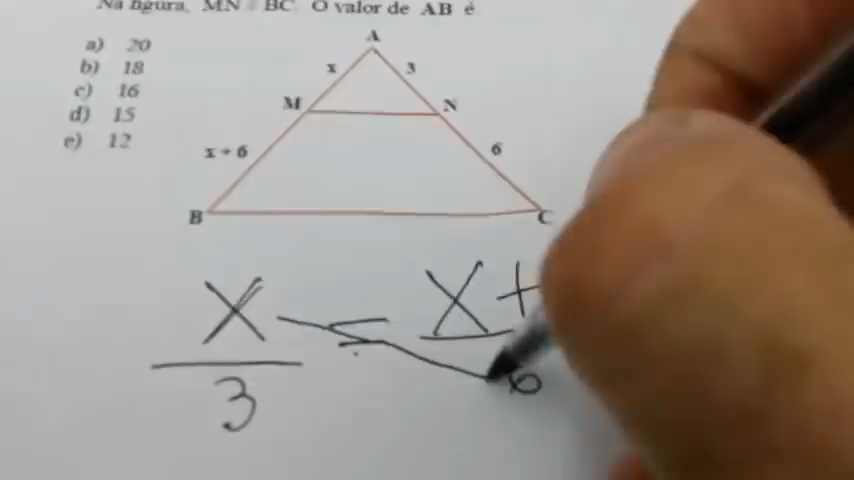 Na figura, MN // BC. O valor de AB é
a) 20
b) 18
c) 16
d) 15
e) 12
A
x 3
M N
x + 6 6
B C
x = x +
3 6